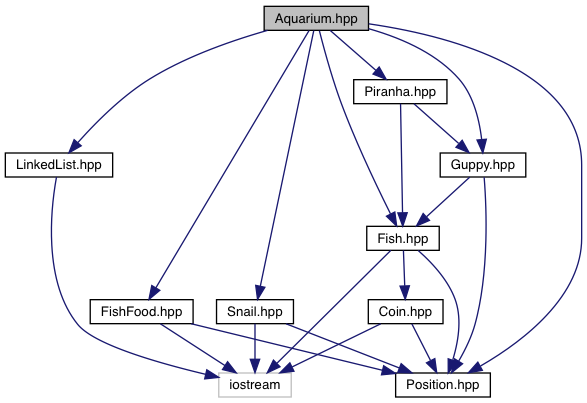 Aquarium.hpp
Piranha.hpp
LinkedList.hpp
Guppy.hpp
Fish.hpp
FishFood.hpp
Snail.hpp
Coin.hpp
iostream
Position.hpp